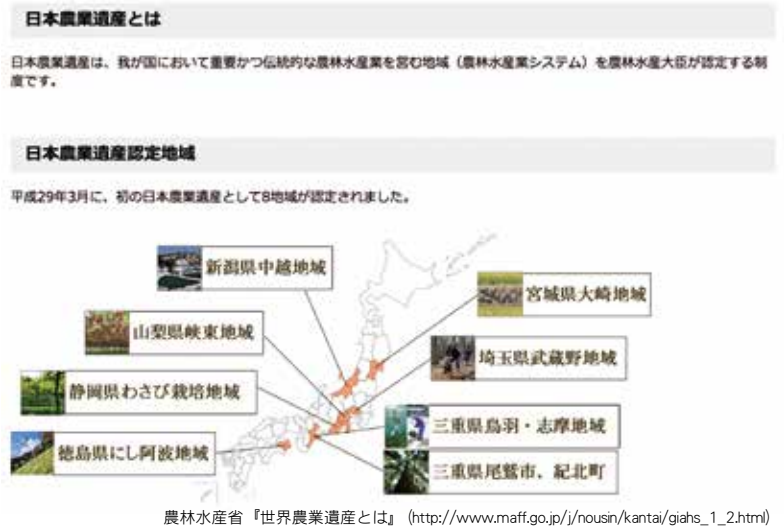 日本農業遺産とは
日本農業遺産は、我が国において重要かつ伝統的な農林水産業を営む地域（農林水産業システム）を農林水産大臣が認定する制
度です。
日本農業遺産認定地域
平成29年3月に、初の日本農業遺産として8地域が認定されました。
新潟県中越地域
宮城県大崎地域
山梨県峡東地域
埼玉県武蔵野地域
静岡県わさび栽培地域
三重県鳥羽・志摩地域
徳島県にし阿波地域
三重県尾鷲市、紀北町
農林水産省『世界農業遺産とは』（http://www.maff.go.jp/j/nousin/kantai/giahs_1_2.html）